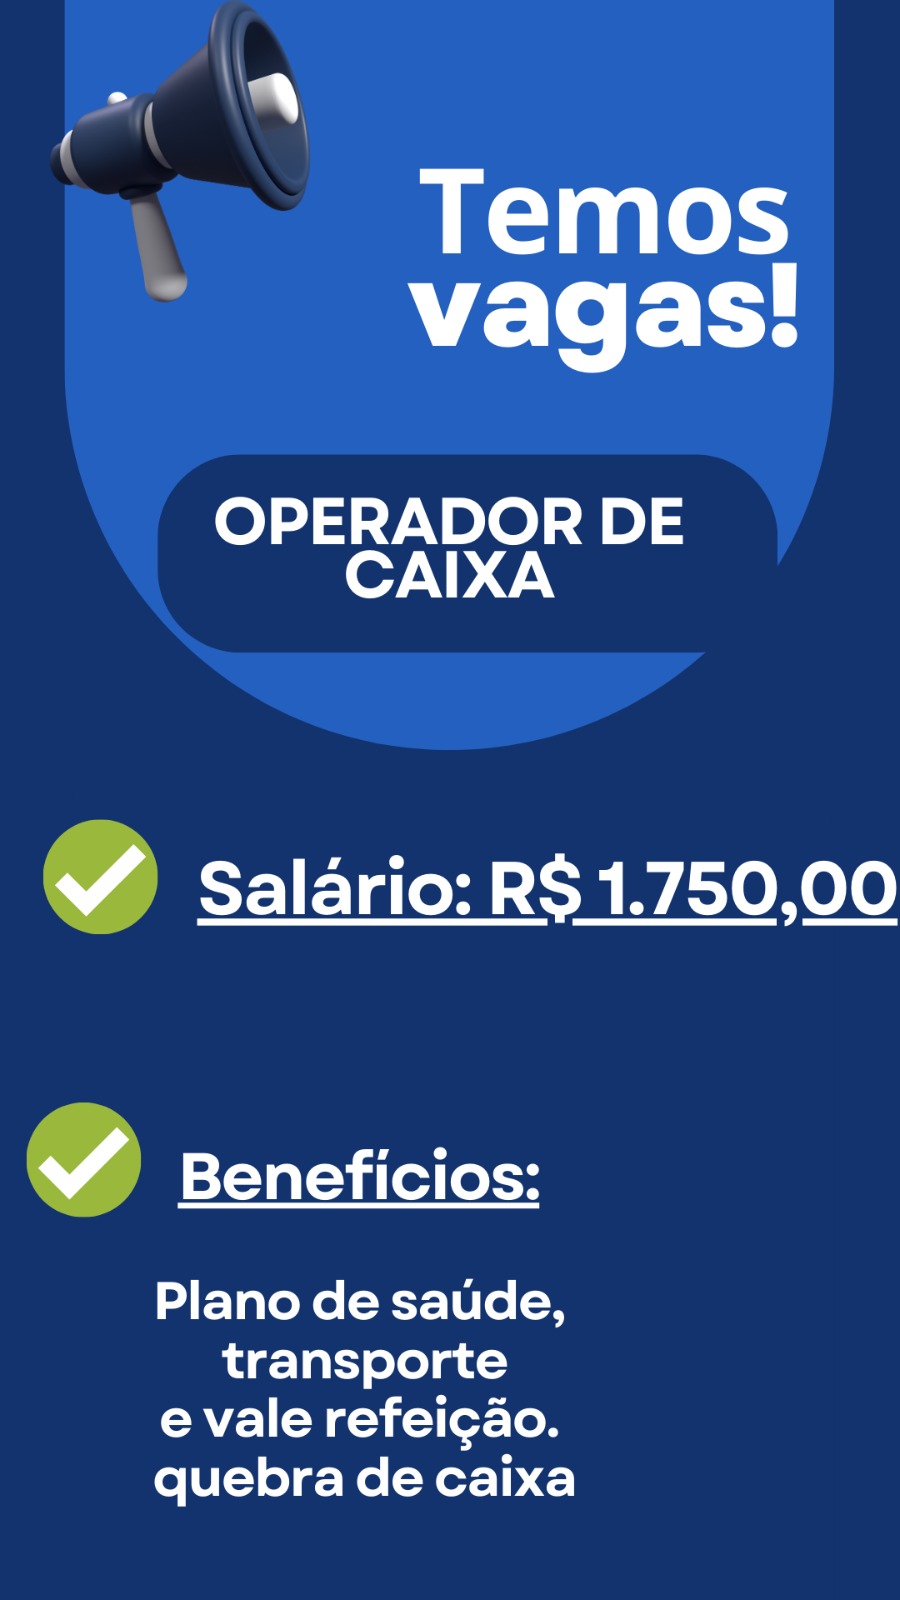 Temos
vagas!
OPERADOR DE
CAIXA
Salário: R$ 1.750,00
Benefícios:
Plano de saúde,
transporte
e vale refeição.
quebra de caixa